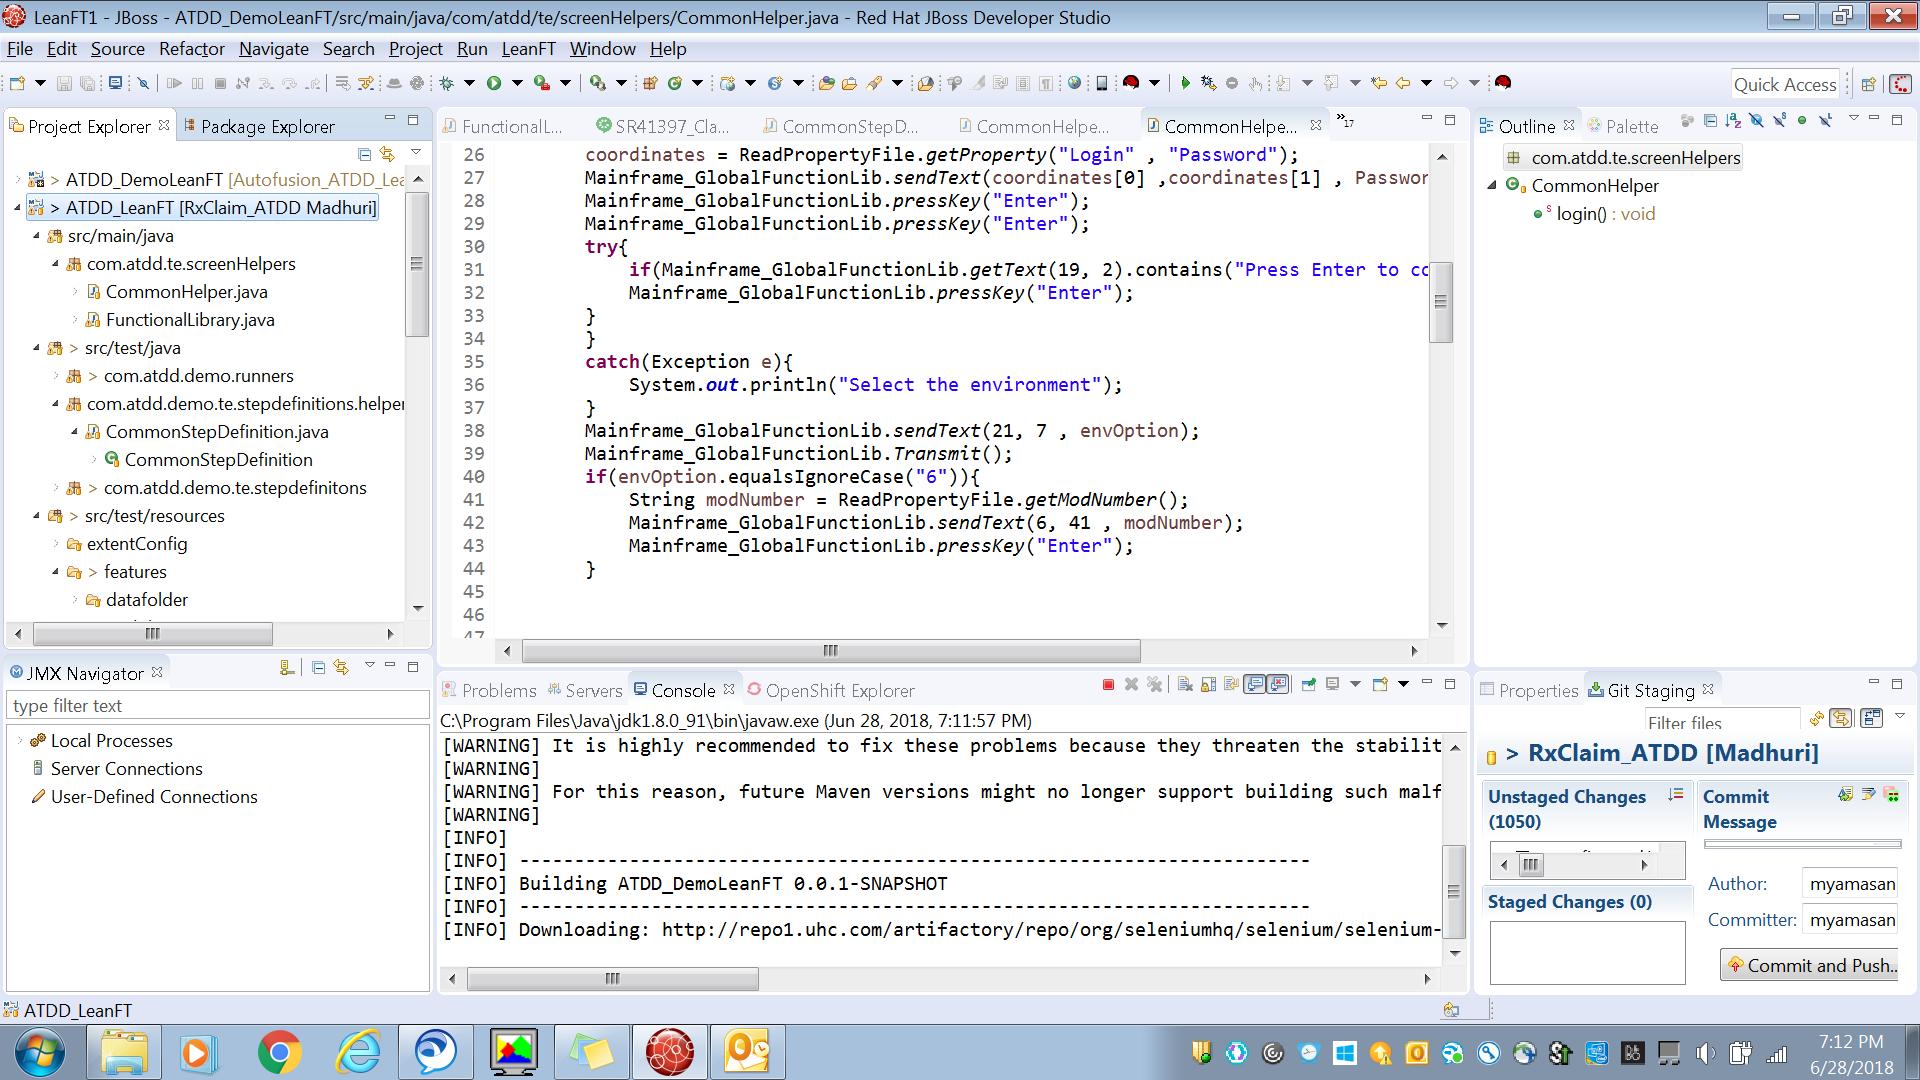 LeanFT1 - JBoss - ATDD_DemoLeanFT/src/main/java/com/atdd/te/screenHelpers/CommonHelper.java - Red Hat JBoss Developer Studio
File Edit Source Refactor Navigate Search Project Run LeanFT Window Help
Quick Access
Project Explorer
Package Explorer
> ATDD_DemoLeanFT [Autofusion_ATDD_Lea
> ATDD_LeanFT [RxClaim_ATDD Madhuri]
src/main/java
com.atdd.te.screenHelpers
CommonHelper.java
FunctionalLibrary.java
> src/test/java
> com.atdd.demo.runners
com.atdd.demo.te.stepdefinitions.helper
CommonStepDefinition.java
CommonStepDefinition
> com.atdd.demo.te.stepdefinitons
> src/test/resources
extentConfig
> features
datafolder
FunctionalL... SR41397_Cla... CommonStepD... CommonHelpe... CommonHelpe... »17
26 coordinates = ReadPropertyFile.getProperty("Login" , "Password");
27 Mainframe_GlobalFunctionLib.sendText(coordinates[0] ,coordinates[1] , Passwor
28 Mainframe_GlobalFunctionLib.pressKey("Enter");
29 Mainframe_GlobalFunctionLib.pressKey("Enter");
30 try{
31 if(Mainframe_GlobalFunctionLib.getText(19, 2).contains("Press Enter to co
32 Mainframe_GlobalFunctionLib.pressKey("Enter");
33 }
34 }
35 catch(Exception e){
36 System.out.println("Select the environment");
37 }
38 Mainframe_GlobalFunctionLib.sendText(21, 7 , envOption);
39 Mainframe_GlobalFunctionLib.Transmit();
40 if(envOption.equalsIgnoreCase("6")){
41 String modNumber = ReadPropertyFile.getModNumber();
42 Mainframe_GlobalFunctionLib.sendText(6, 41 , modNumber);
43 Mainframe_GlobalFunctionLib.pressKey("Enter");
44 }
45
46
47
Outline
Palette
com.atdd.te.screenHelpers
CommonHelper
login() : void
JMX Navigator
type filter text
Local Processes
Server Connections
User-Defined Connections
Problems Servers Console OpenShift Explorer
C:\Program Files\Java\jdk1.8.0_91\bin\javaw.exe (Jun 28, 2018, 7:11:57 PM)
[WARNING] It is highly recommended to fix these problems because they threaten the stabilit
[WARNING]
[WARNING] For this reason, future Maven versions might no longer support building such malf
[WARNING]
[INFO]
[INFO] ------------------------------------------------------------------------
[INFO] Building ATDD_DemoLeanFT 0.0.1-SNAPSHOT
[INFO] ------------------------------------------------------------------------
[INFO] Downloading: http://repo1.uhc.com/artifactory/repo/org/seleniumhq/selenium/selenium-
Properties
Git Staging
Filter files
> RxClaim_ATDD [Madhuri]
Unstaged Changes (1050)
Staged Changes (0)
Commit Message
Author: myamasan
Committer: myamasan
Commit and Push..
ATDD_LeanFT
7:12 PM
6/28/2018